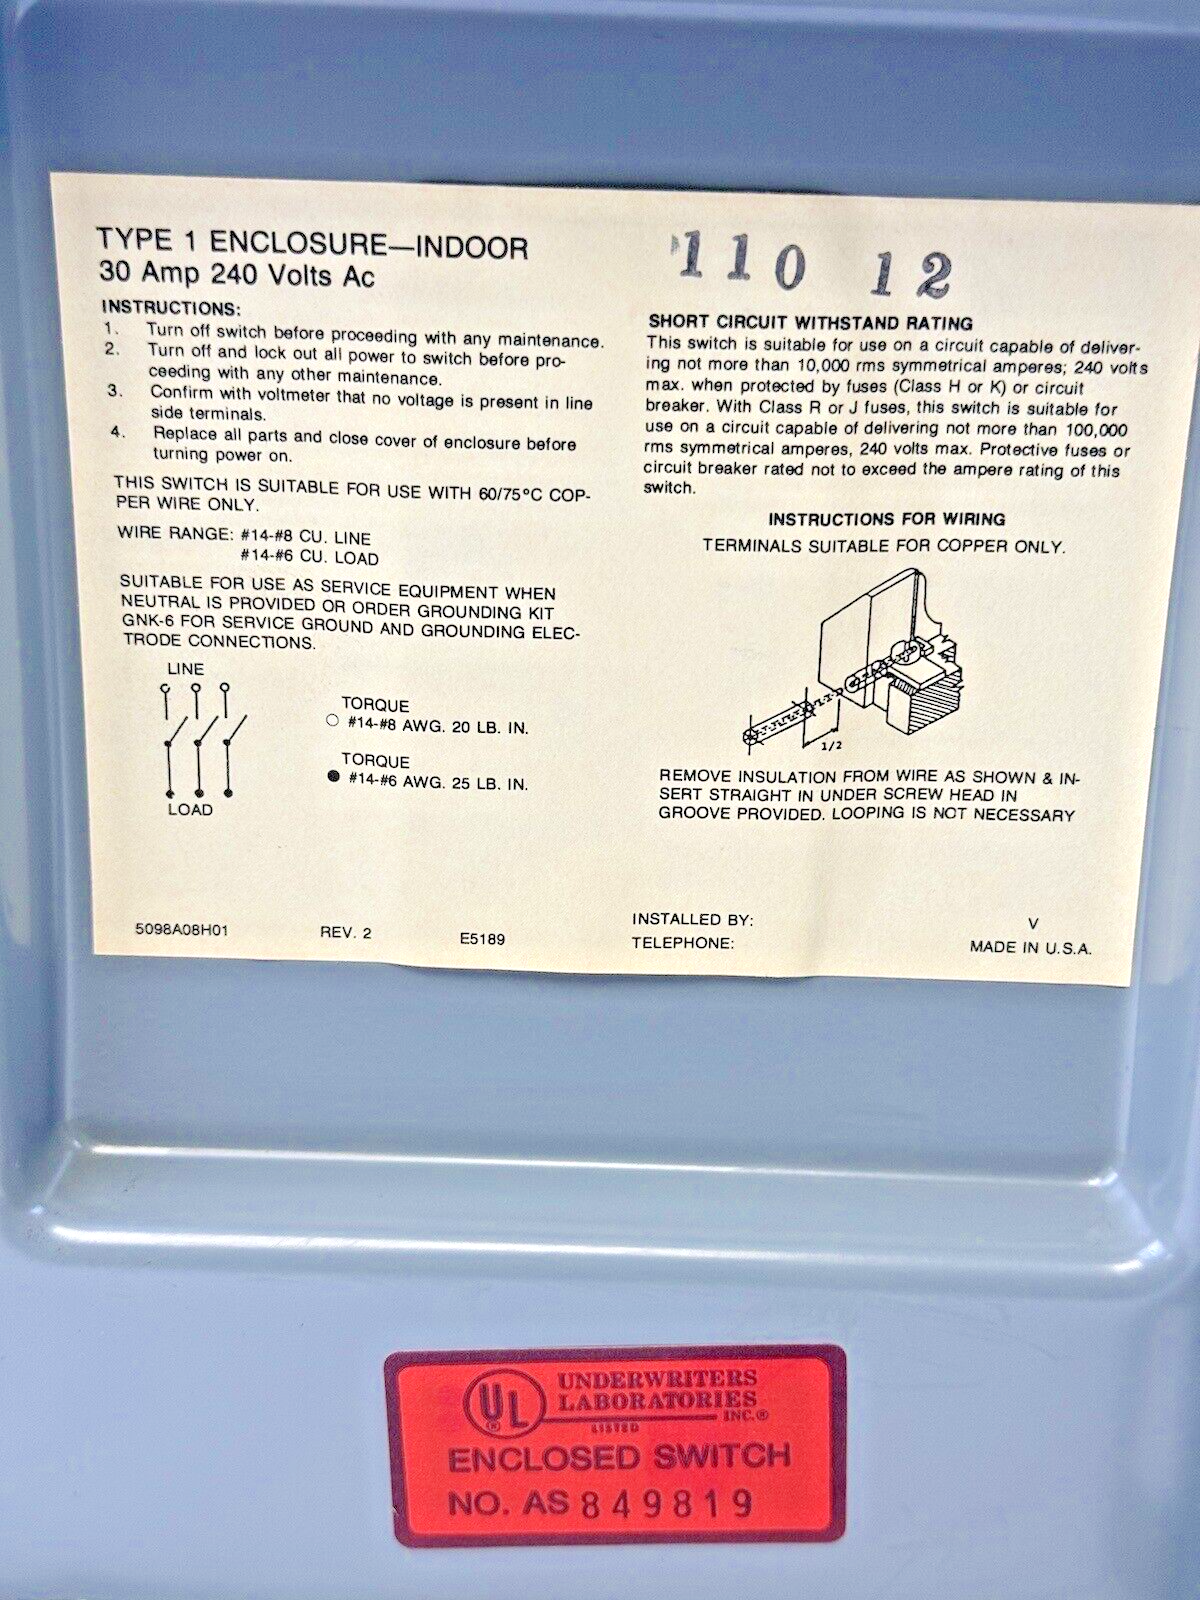 TYPE 1 ENCLOSURE—INDOOR
30 Amp 240 Volts Ac
INSTRUCTIONS:
1. Turn off switch before proceeding with any maintenance.
2. Turn off and lock out all power to switch before pro-
ceeding with any other maintenance.
3. Confirm with voltmeter that no voltage is present in line
side terminals.
4. Replace all parts and close cover of enclosure before
turning power on.
THIS SWITCH IS SUITABLE FOR USE WITH 60/75°C COP-
PER WIRE ONLY.
WIRE RANGE: #14-#8 CU. LINE
#14-#6 CU. LOAD
SUITABLE FOR USE AS SERVICE EQUIPMENT WHEN
NEUTRAL IS PROVIDED OR ORDER GROUNDING KIT
GNK-6 FOR SERVICE GROUND AND GROUNDING ELEC-
TRODE CONNECTIONS.
LINE
LOAD
TORQUE
#14-#8 AWG. 20 LB. IN.
TORQUE
#14-#6 AWG. 25 LB. IN.
110 12
SHORT CIRCUIT WITHSTAND RATING
This switch is suitable for use on a circuit capable of deliver-
ing not more than 10,000 rms symmetrical amperes; 240 volts
max. when protected by fuses (Class H or K) or circuit
breaker. With Class R or J fuses, this switch is suitable for
use on a circuit capable of delivering not more than 100,000
rms symmetrical amperes, 240 volts max. Protective fuses or
circuit breaker rated not to exceed the ampere rating of this
switch.
INSTRUCTIONS FOR WIRING
TERMINALS SUITABLE FOR COPPER ONLY.
1/2
REMOVE INSULATION FROM WIRE AS SHOWN & IN-
SERT STRAIGHT IN UNDER SCREW HEAD IN
GROOVE PROVIDED. LOOPING IS NOT NECESSARY
5098A08H01 REV. 2 E5189
INSTALLED BY: V
TELEPHONE: MADE IN U.S.A.
UL ®
UNDERWRITERS
LABORATORIES
INC.®
LISTED
ENCLOSED SWITCH
NO. AS 849819